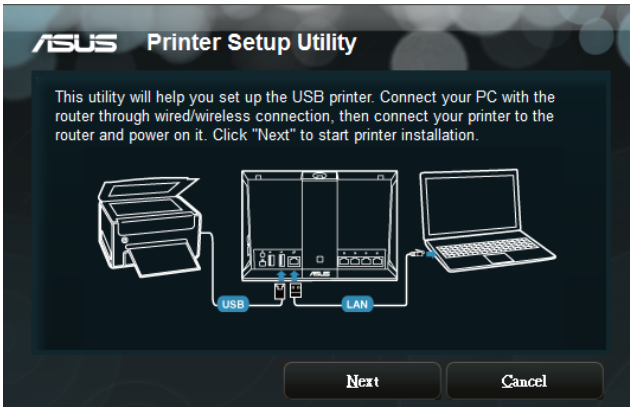 ASUS Printer Setup Utility
This utility will help you set up the USB printer. Connect your PC with the
router through wired/wireless connection, then connect your printer to the
router and power on it. Click "Next" to start printer installation.
ASUS
USB LAN
Next Cancel